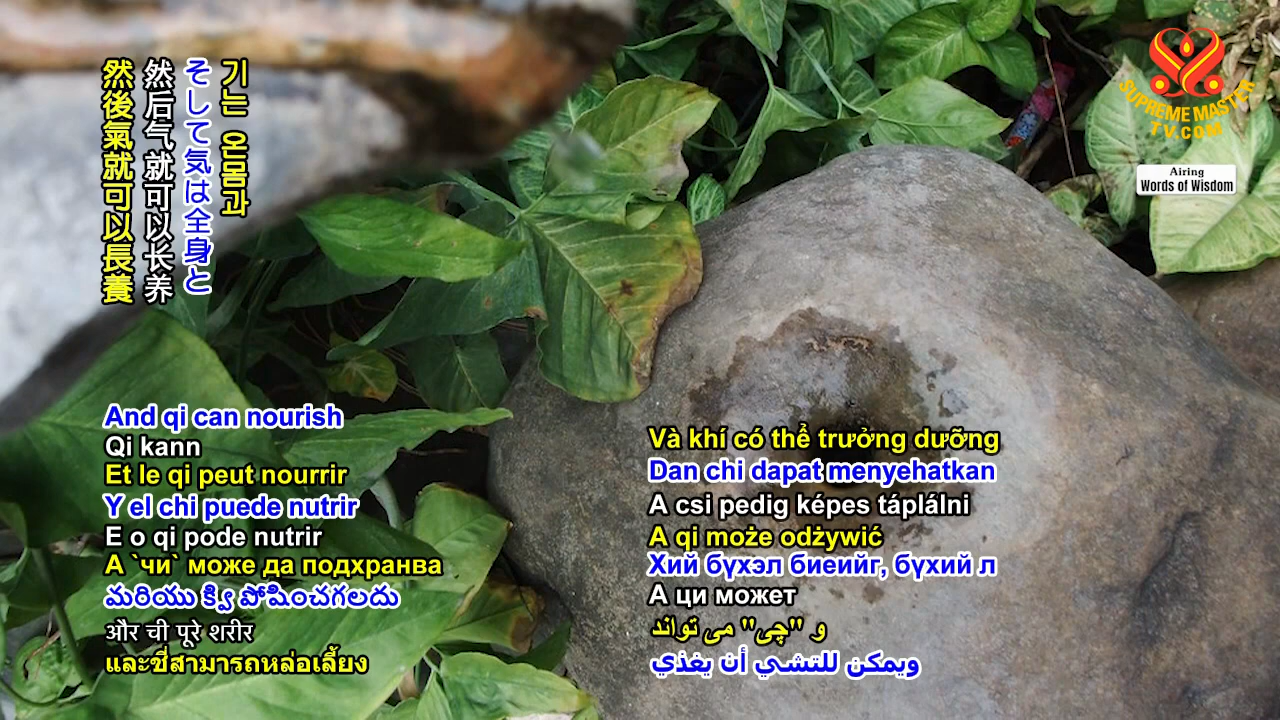 然後氣就可以長養
然后气就可以长养
そして気は全身と
기는 온몸과
SUPREME MASTER
TV.COM
Airing
Words of Wisdom
And qi can nourish
Qi kann
Et le qi peut nourrir
Y el chi puede nutrir
E o qi pode nutrir
А `чи` може да подхранва
మరియు క్వి పోషించగలదు
और ची पूरे शरीर
และชี่สามารถหล่อเลี้ยง
Và khí có thể trưởng dưỡng
Dan chi dapat menyehatkan
A csi pedig képes táplálni
A qi może odżywić
Хий бүхэл биеийг, бүхий л
А ци может
و "چی" می تواند
ويمكن للتشي أن يغذي